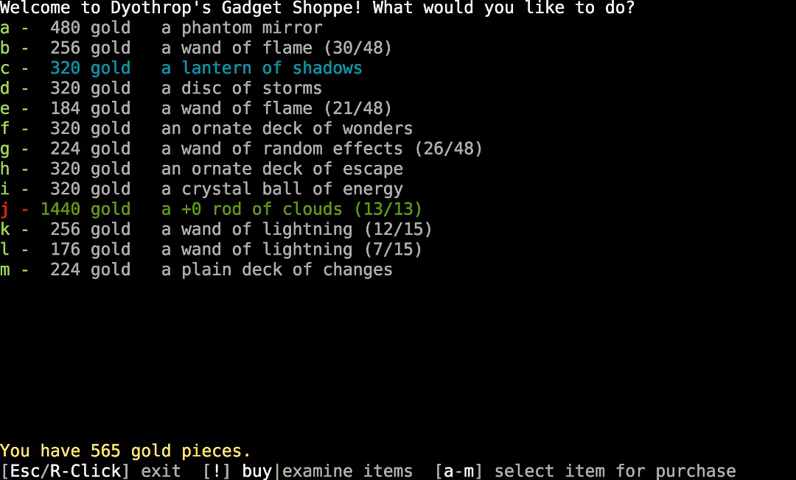 Welcome to Dyothrop's Gadget Shoppe! What would you like to do?
a -  480 gold   a phantom mirror
b -  256 gold   a wand of flame (30/48)
c -  320 gold   a lantern of shadows
d -  320 gold   a disc of storms
e -  184 gold   a wand of flame (21/48)
f -  320 gold   an ornate deck of wonders
g -  224 gold   a wand of random effects (26/48)
h -  320 gold   an ornate deck of escape
i -  320 gold   a crystal ball of energy
j - 1440 gold   a +0 rod of clouds (13/13)
k -  256 gold   a wand of lightning (12/15)
l -  176 gold   a wand of lightning (7/15)
m -  224 gold   a plain deck of changes
You have 565 gold pieces.
[Esc/R-Click] exit  [!] buy|examine items  [a-m] select item for purchase